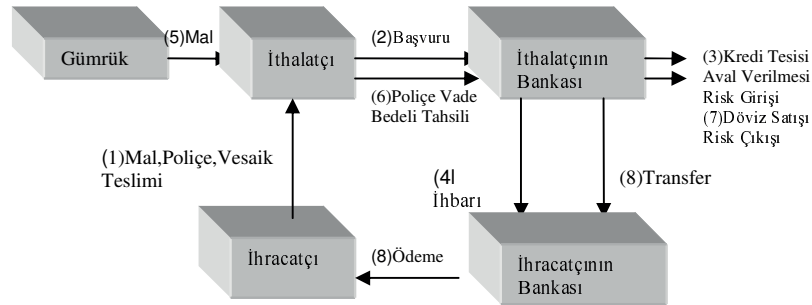 (5)Mal
Gümrük
İthalatçı
(2)Başvuru
(6)Poliçe Vade
Bedeli Tahsili
İthalatçının
Bankası
(3)Kredi Tesisi
Aval Verilmesi
Risk Girişi
(7)Döviz Satışı
Risk Çıkışı
(1)Mal,Poliçe,Vesaik
Teslimi
(4l
İhbarı
(8)Transfer
İhracatçı
(8)Ödeme
İhracatçının
Bankası